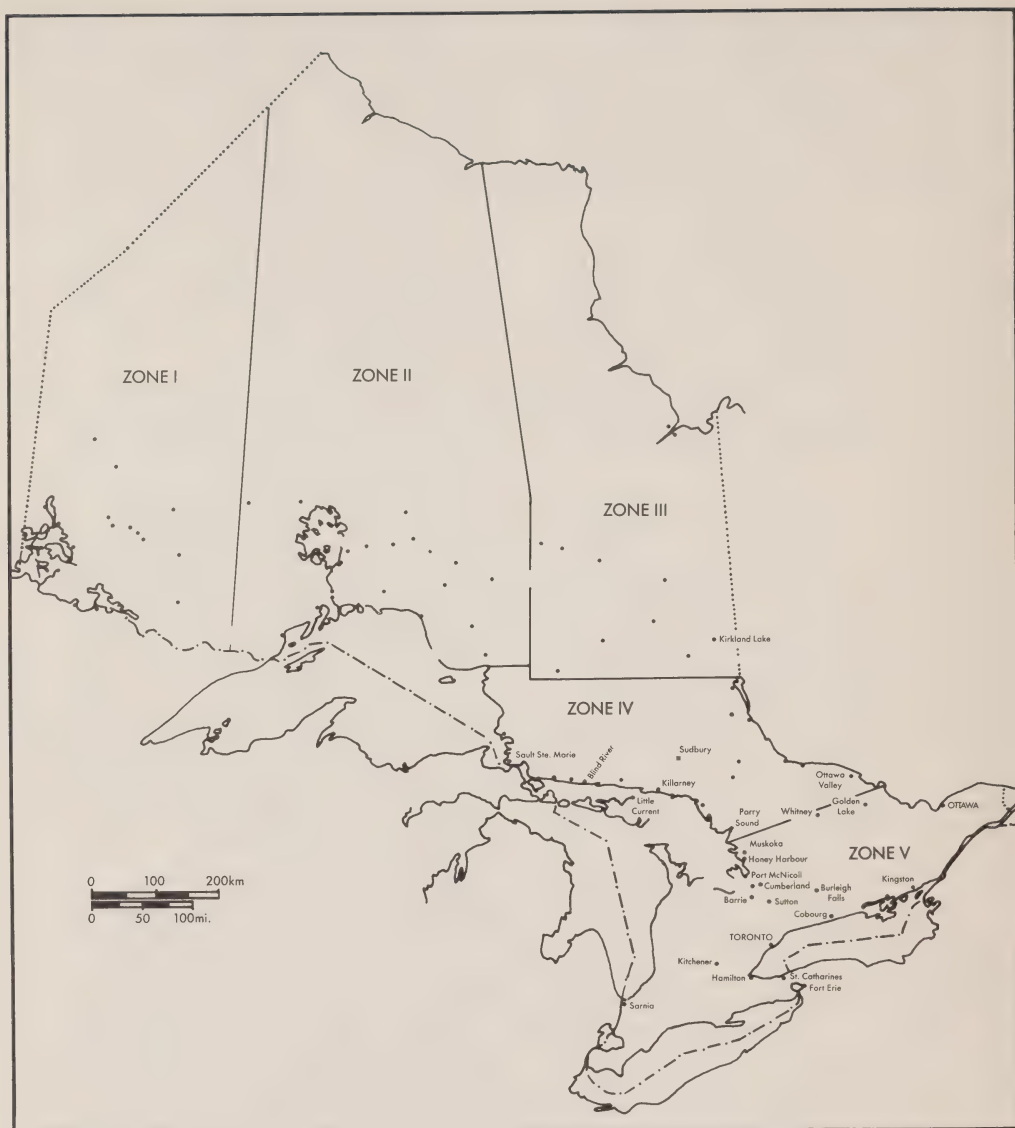 ZONE I
ZONE II
ZONE III
Kirkland Lake
ZONE IV
Sault Ste. Marie
Blind River
Sudbury
Killarney
Little
Current
Parry
Sound
Ottawa
Valley
Whitney
Golden
Lake
OTTAWA
Muskoka
Honey Harbour
ZONE V
Port McNicoll
Cumberland
Barrie
Sutton
Burleigh
Falls
Kingston
Cobourg
TORONTO
Kitchener
Hamilton
St. Catharines
Fort Erie
Sarnia
0 100 200km
0 50 100mi.